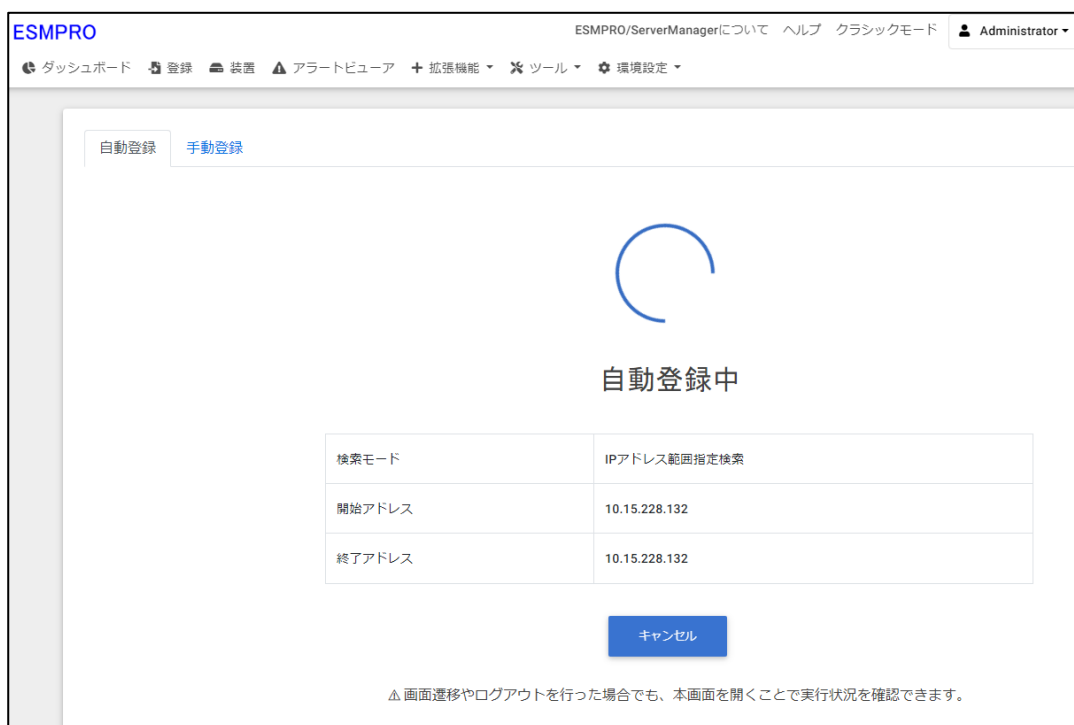 ESMPRO
ESMPRO/ServerManagerについて ヘルプ クラシックモード Administrator
ダッシュボード 登録 装置 アラートビューア 拡張機能 ツール 環境設定
自動登録 手動登録
自動登録中
検索モード IPアドレス範囲指定検索
開始アドレス 10.15.228.132
終了アドレス 10.15.228.132
キャンセル
⚠画面遷移やログアウトを行った場合でも、本画面を開くことで実行状況を確認できます。